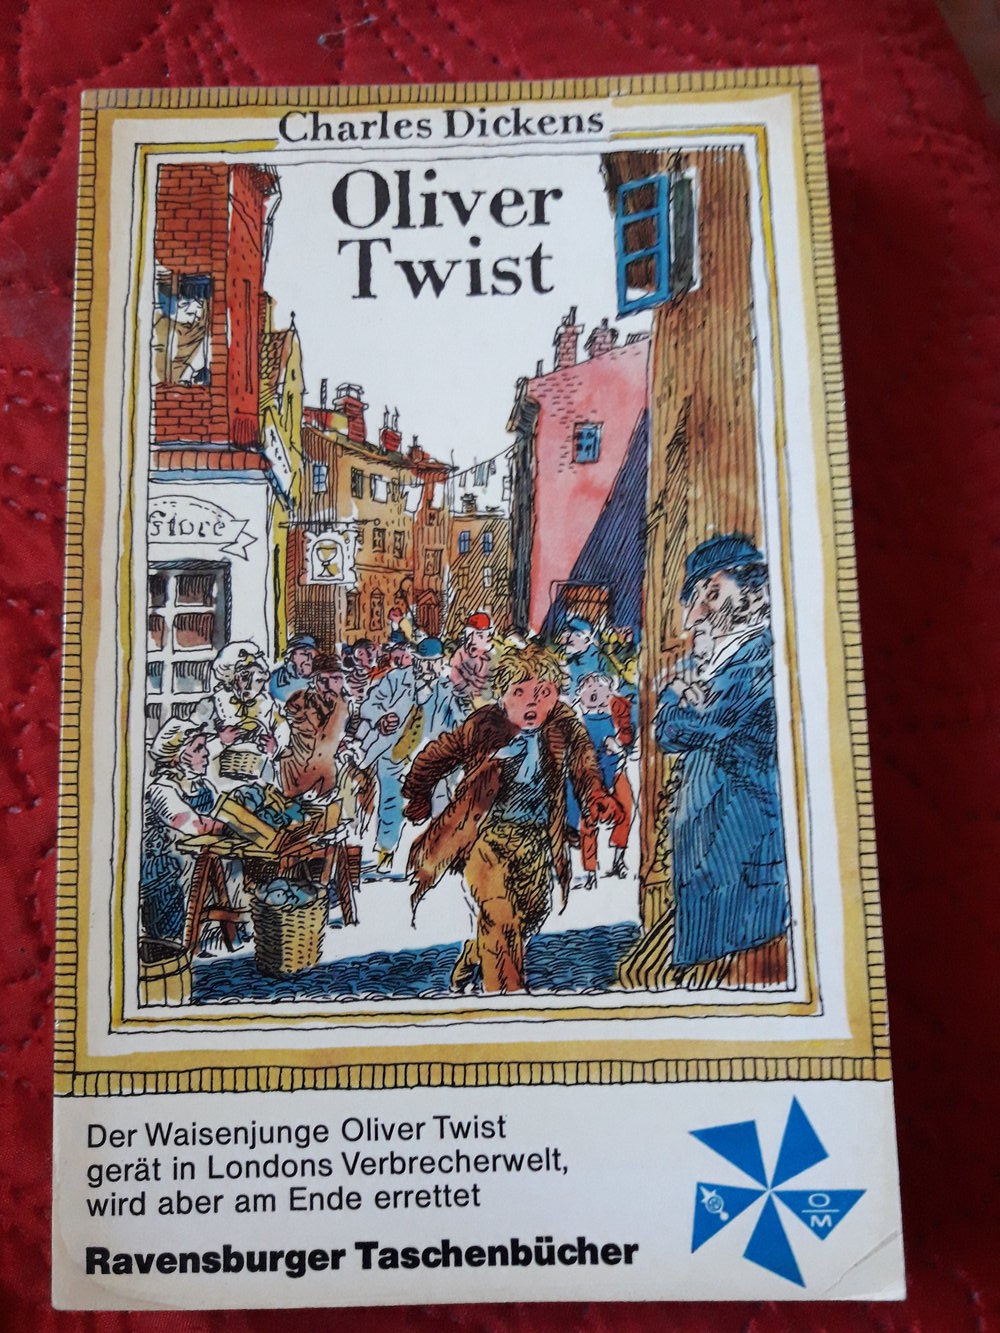 Charles Dickens
Oliver
Twist
Store
Der Waisenjunge Oliver Twist
gerät in Londons Verbrecherwelt,
wird aber am Ende errettet
Ravensburger Taschenbücher
O
M